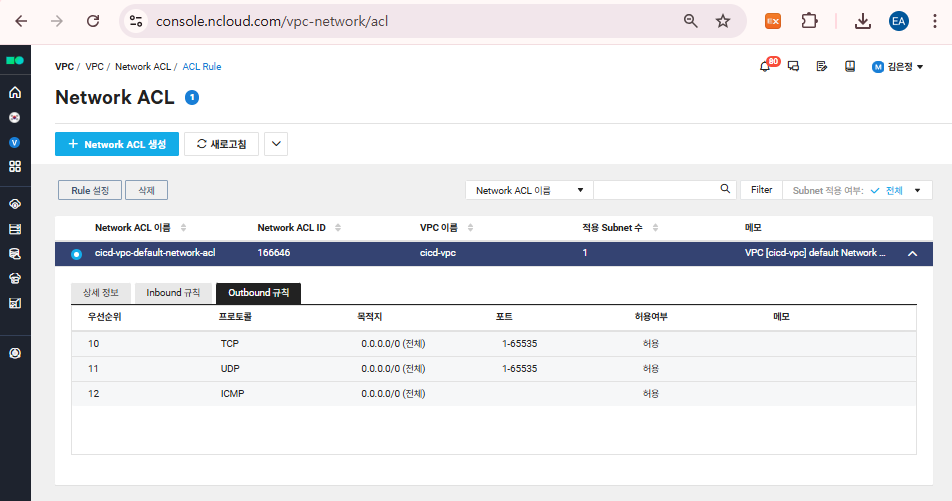 console.ncloud.com/vpc-network/acl
EX
EA
VPC / VPC / Network ACL / ACL Rule
80
M 김은정
Network ACL 1
V
+ Network ACL 생성 새로고침
Rule 설정 삭제 Network ACL 이름 Filter Subnet 적용 여부: 전체
Network ACL 이름 Network ACL ID VPC 이름 적용 Subnet 수 메모
cicd-vpc-default-network-acl 166646 cicd-vpc 1 VPC [cicd-vpc] default Network ...
상세 정보 Inbound 규칙 Outbound 규칙
우선순위 프로토콜 목적지 포트 허용여부 메모
10 TCP 0.0.0.0/0 (전체) 1-65535 허용
11 UDP 0.0.0.0/0 (전체) 1-65535 허용
12 ICMP 0.0.0.0/0 (전체) 허용